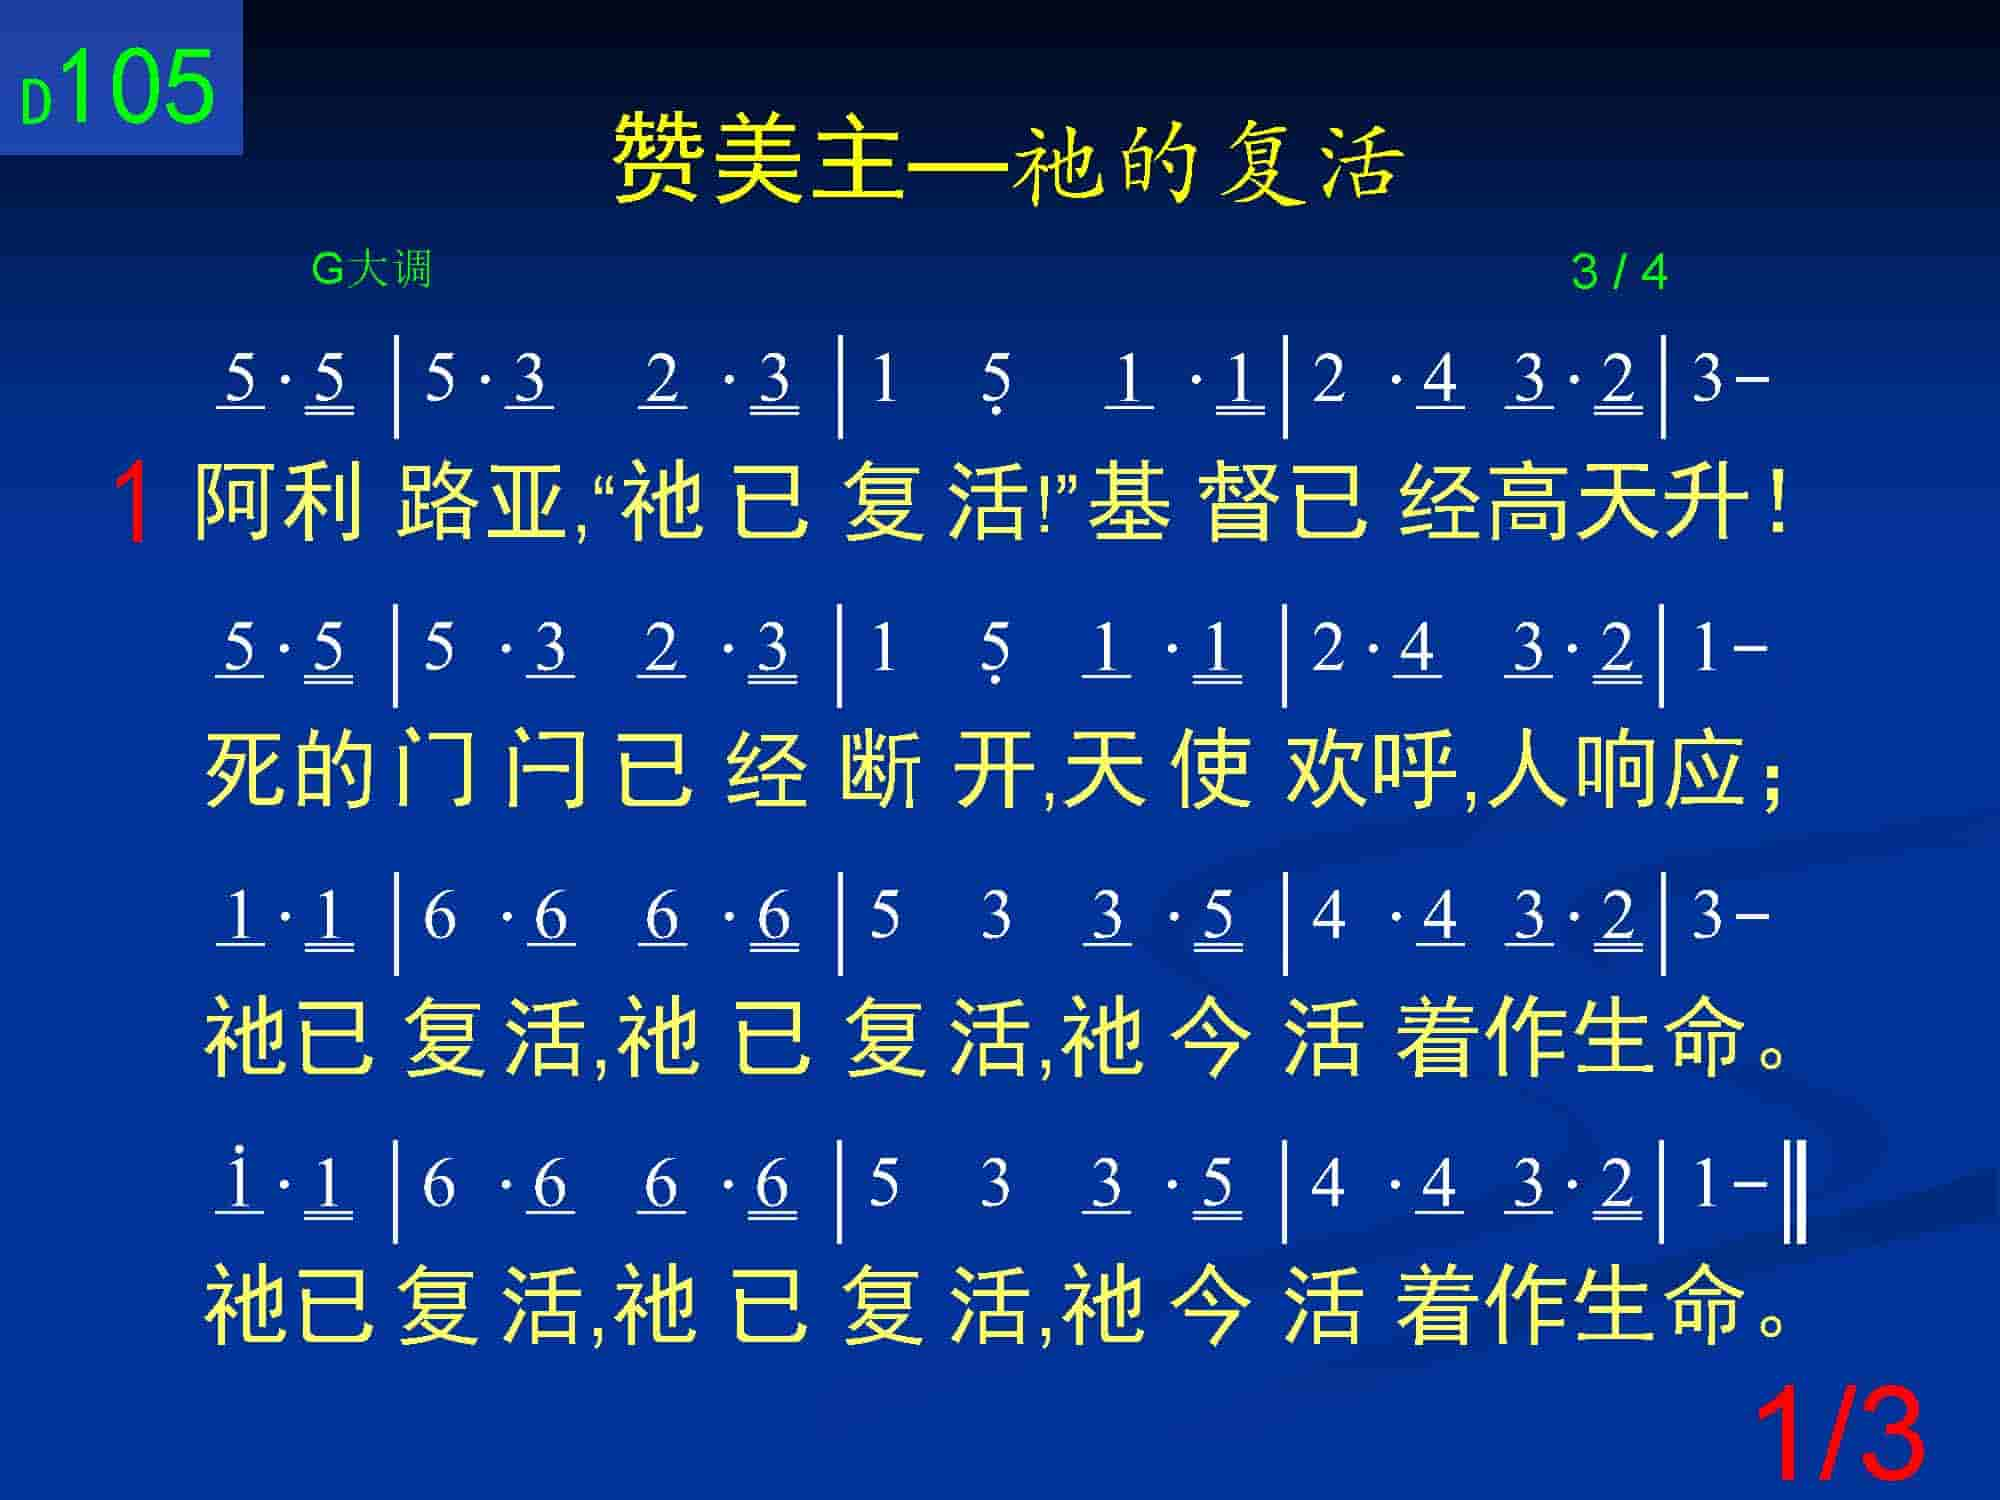 D105
赞美主—祂的复活
G大调 3 / 4
5·5 | 5·3 2·3 | 1 5̣ 1·1 | 2·4 3·2 | 3–
1 阿利 路亚,“祂 已 复 活!”基 督已 经高天升！
5·5 | 5·3 2·3 | 1 5̣ 1·1 | 2·4 3·2 | 1–
死的门 闩 已 经 断 开,天 使 欢呼,人响应；
1·1 | 6·6 6·6 | 5 3 3·5 | 4·4 3·2 | 3–
祂已 复 活,祂 已 复 活,祂 今 活 着作生命。
1̇·1 | 6·6 6·6 | 5 3 3·5 | 4·4 3·2 | 1–‖
祂已 复 活,祂 已 复 活,祂 今 活 着作生命。
1/3